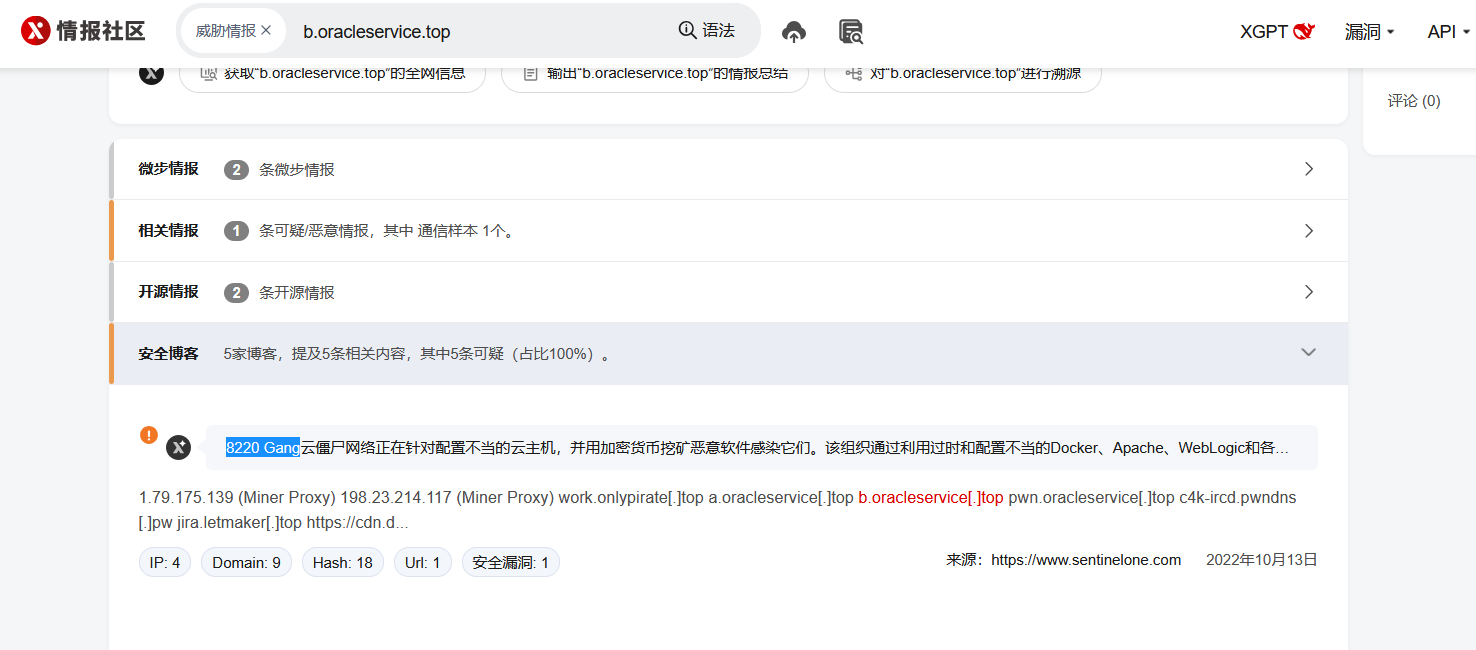 情报社区 威胁情报 × b.oracleservice.top 语法 XGPT 漏洞 API
获取"b.oracleservice.top"的全网信息 输出"b.oracleservice.top"的情报总结 对"b.oracleservice.top"进行溯源
评论 (0)
微步情报 2 条微步情报
相关情报 1 条可疑/恶意情报，其中 通信样本 1个。
开源情报 2 条开源情报
安全博客 5家博客，提及5条相关内容，其中5条可疑（占比100%）。
8220 Gang云僵尸网络正在针对配置不当的云主机，并用加密货币挖矿恶意软件感染它们。该组织通过利用过时和配置不当的Docker、Apache、WebLogic和各…
1.79.175.139 (Miner Proxy) 198.23.214.117 (Miner Proxy) work.onlypirate[.]top a.oracleservice[.]top b.oracleservice[.]top pwn.oracleservice[.]top c4k-ircd.pwndns
[.]pw jira.letmaker[.]top https://cdn.d...
IP: 4 Domain: 9 Hash: 18 Url: 1 安全漏洞: 1 来源：https://www.sentinelone.com 2022年10月13日